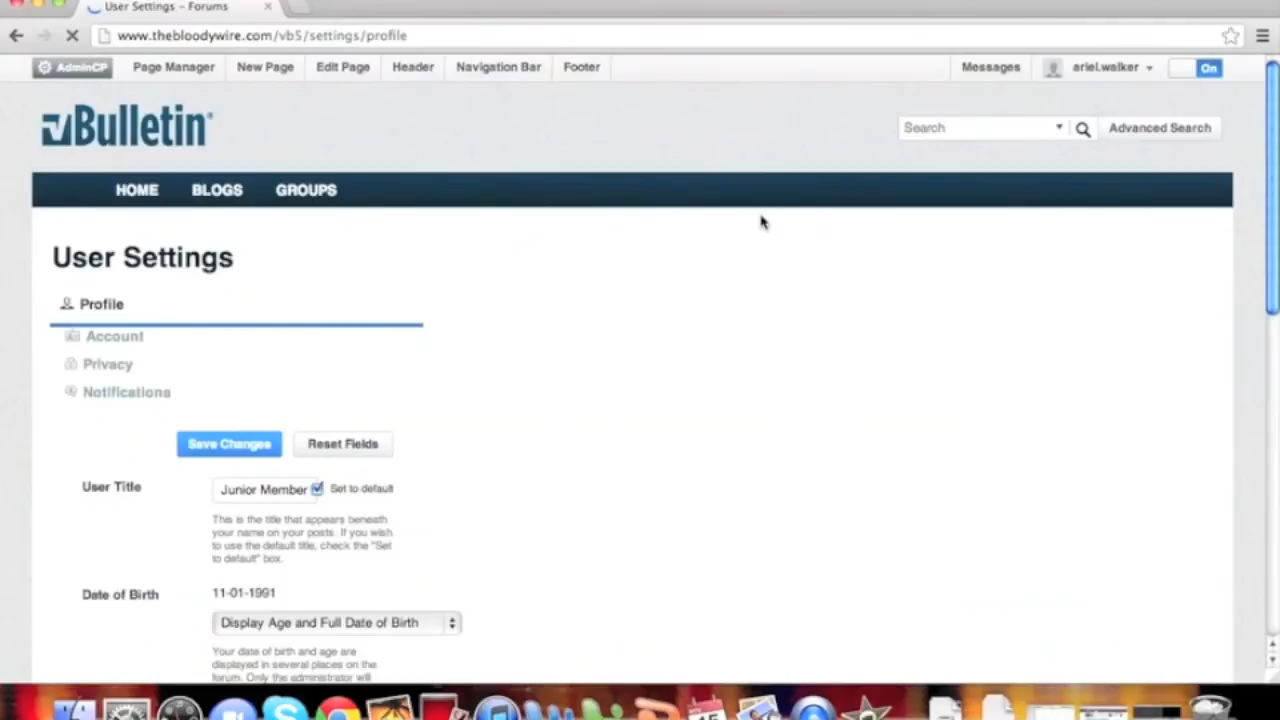 User Settings - Forums
www.thebloodywire.com/vb5/settings/profile
AdminCP Page Manager New Page Edit Page Header Navigation Bar Footer Messages ariel.walker On
vBulletin
Search Advanced Search
HOME BLOGS GROUPS
User Settings
Profile
Account
Privacy
Notifications
Save Changes Reset Fields
User Title Junior Member Set to default
This is the title that appears beneath
your name on your posts. If you wish
to use the default title, check the "Set
to default" box.
Date of Birth 11-01-1991
Display Age and Full Date of Birth
Your date of birth and age are
displayed in several places on the
forum. Only the administrator will